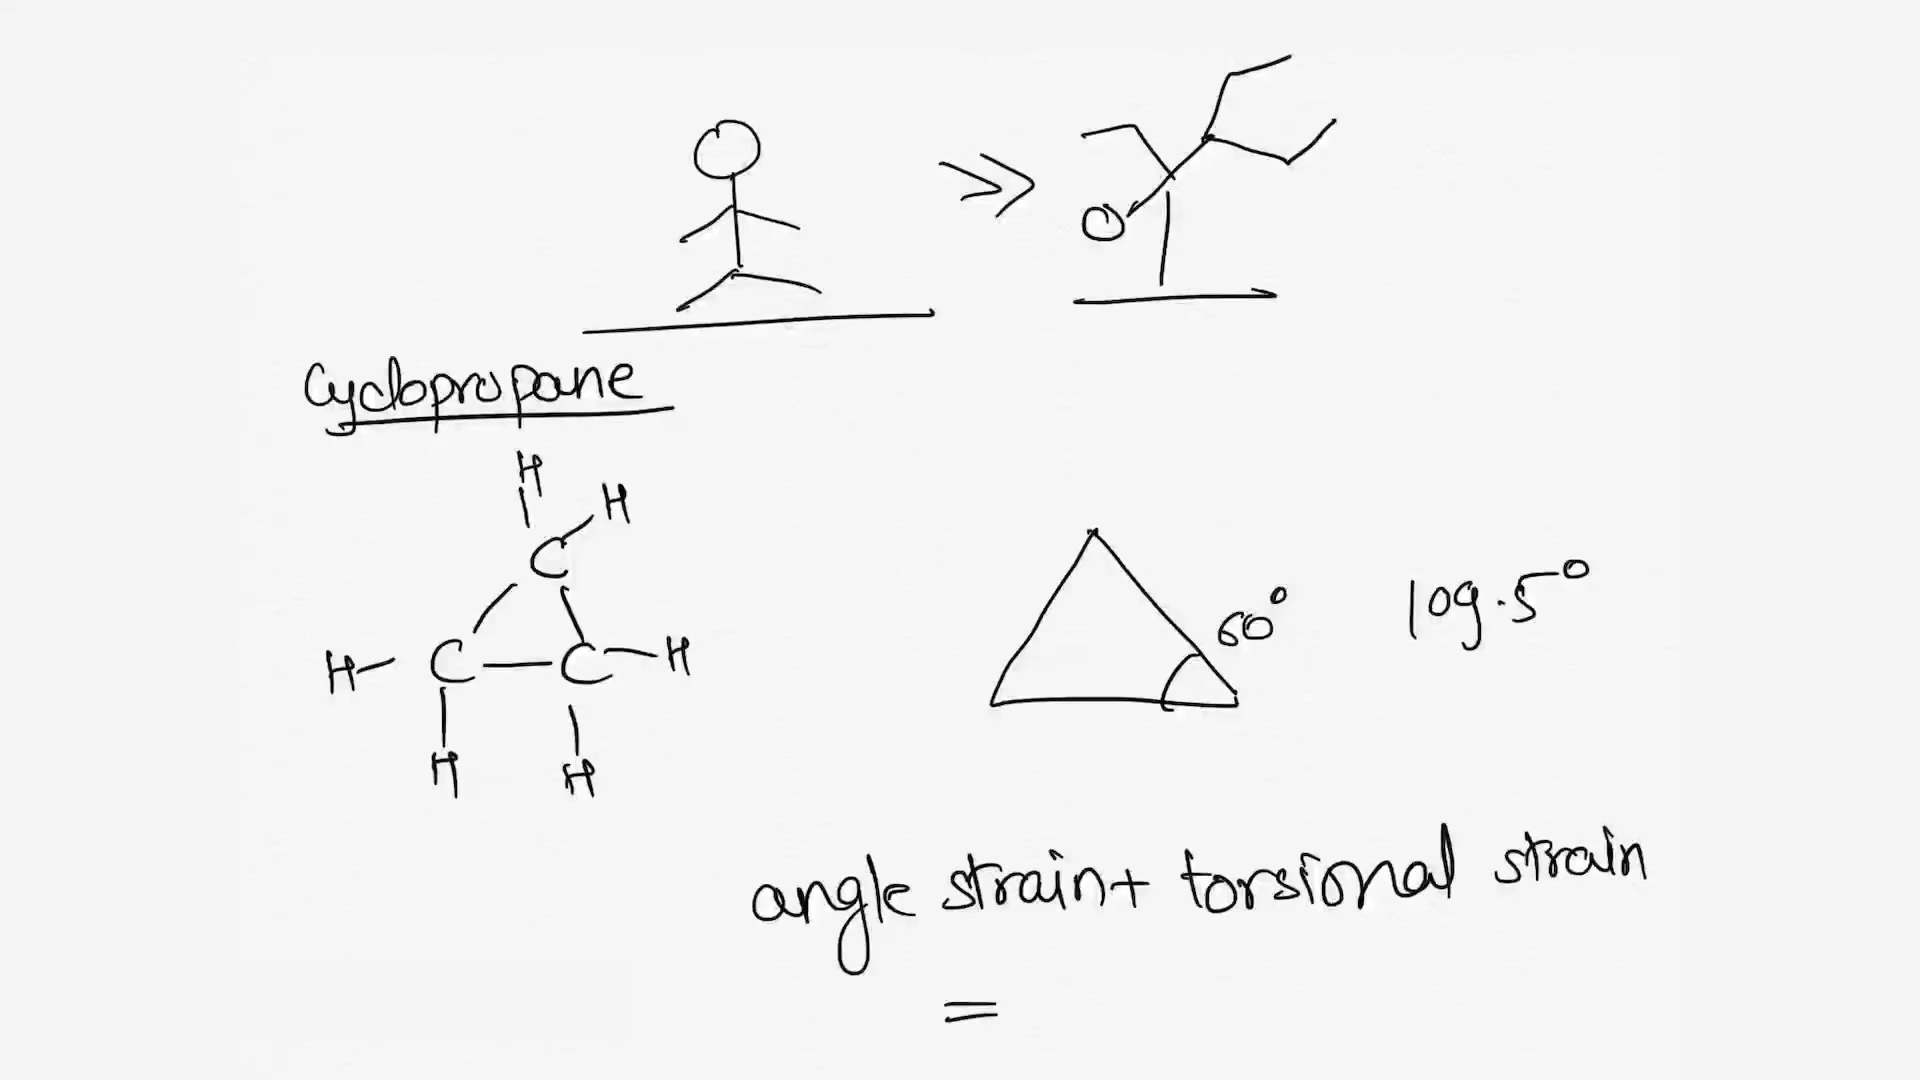 >>
Cyclopropane
H
H
C
H- C — C - H
H H
60°
109.5°
angle strain + torsional strain
=